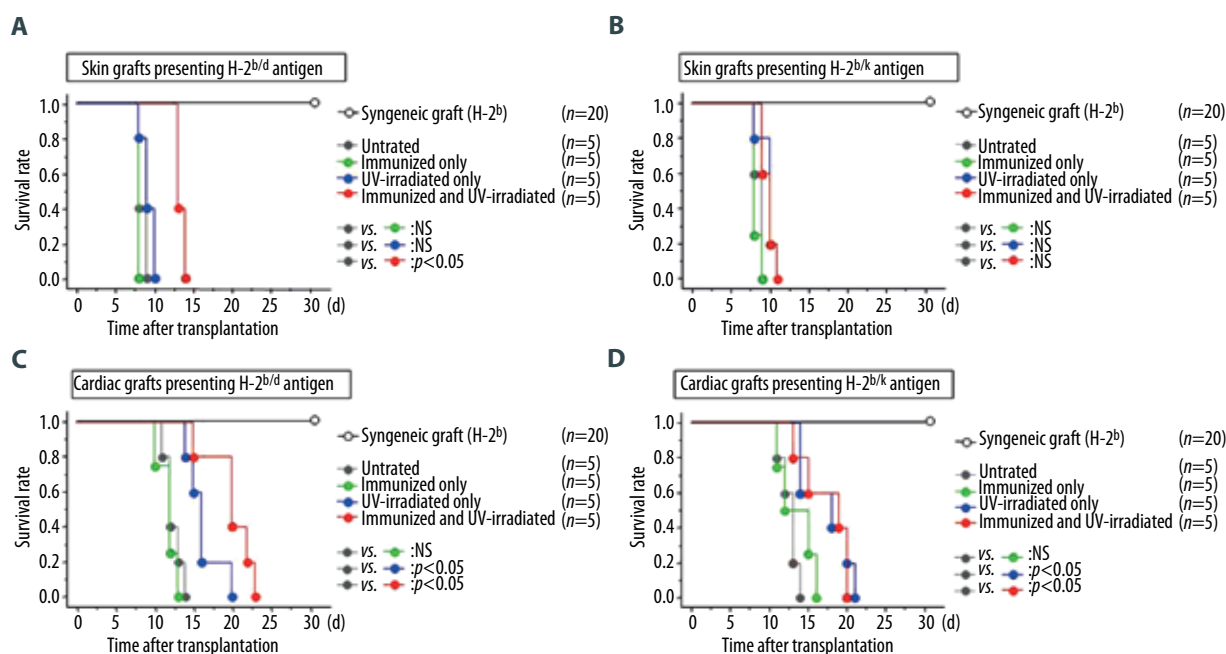 A
Skin grafts presenting H-2b/d antigen
1.0
0.8
0.6
0.4
0.2
0.0
Survival rate
0 5 10 15 20 25 30 (d)
Time after transplantation
Syngeneic graft (H-2b) (n=20)
Untrated (n=5)
Immunized only (n=5)
UV-irradiated only (n=5)
Immunized and UV-irradiated (n=5)
vs. :NS
vs. :NS
vs. :p<0.05
B
Skin grafts presenting H-2b/k antigen
1.0
0.8
0.6
0.4
0.2
0.0
Survival rate
0 5 10 15 20 25 30 (d)
Time after transplantation
Syngeneic graft (H-2b) (n=20)
Untrated (n=5)
Immunized only (n=5)
UV-irradiated only (n=5)
Immunized and UV-irradiated (n=5)
vs. :NS
vs. :NS
vs. :NS
C
Cardiac grafts presenting H-2b/d antigen
1.0
0.8
0.6
0.4
0.2
0.0
Survival rate
0 5 10 15 20 25 30 (d)
Time after transplantation
Syngeneic graft (H-2b) (n=20)
Untrated (n=5)
Immunized only (n=5)
UV-irradiated only (n=5)
Immunized and UV-irradiated (n=5)
vs. :NS
vs. :p<0.05
vs. :p<0.05
D
Cardiac grafts presenting H-2b/k antigen
1.0
0.8
0.6
0.4
0.2
0.0
Survival rate
0 5 10 15 20 25 30 (d)
Time after transplantation
Syngeneic graft (H-2b) (n=20)
Untrated (n=5)
Immunized only (n=5)
UV-irradiated only (n=5)
Immunized and UV-irradiated (n=5)
vs. :NS
vs. :p<0.05
vs. :p<0.05